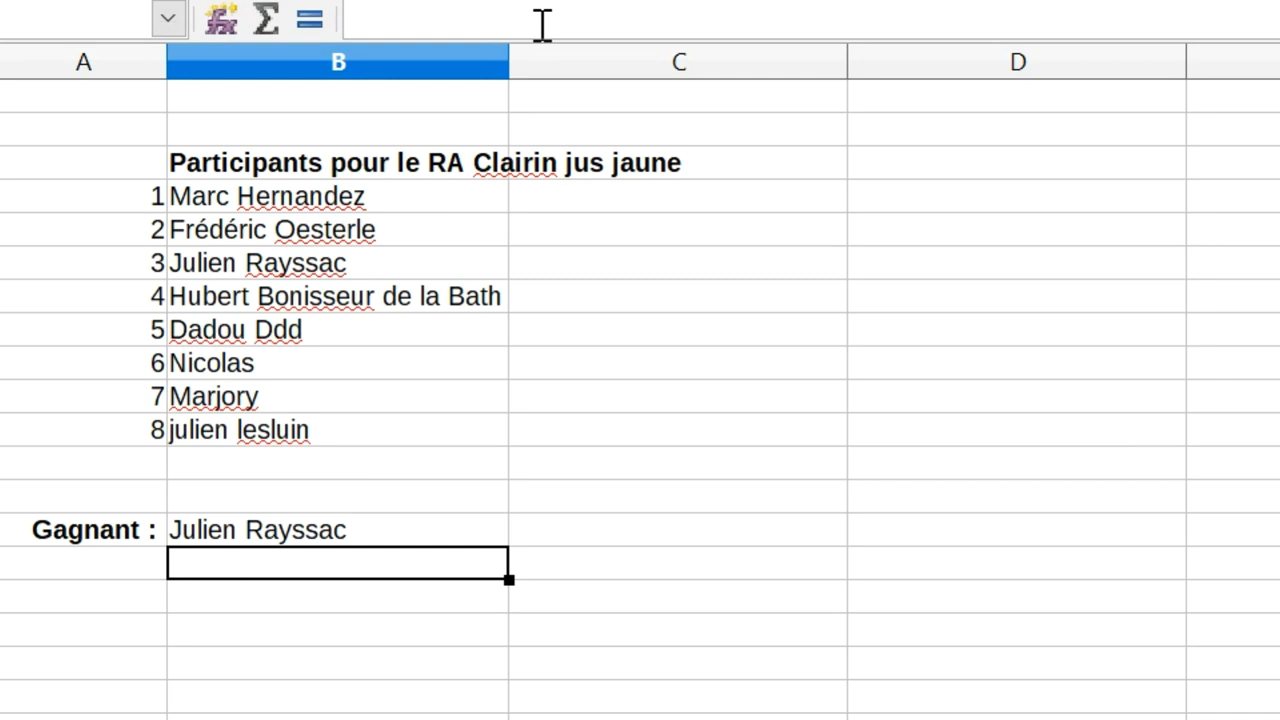 A B C D
Participants pour le RA Clairin jus jaune
1 Marc Hernandez
2 Frédéric Oesterle
3 Julien Rayssac
4 Hubert Bonisseur de la Bath
5 Dadou Ddd
6 Nicolas
7 Marjory
8 julien lesluin
Gagnant : Julien Rayssac